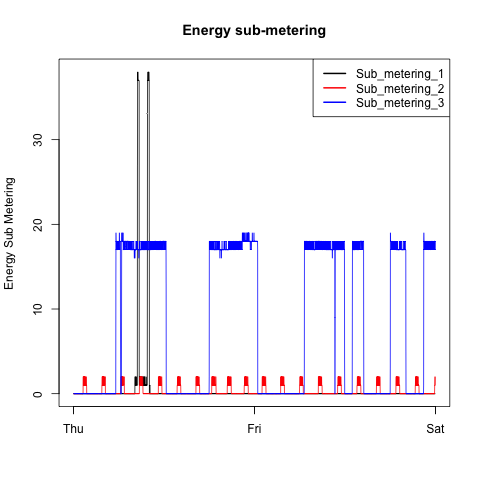 Energy sub-metering
Sub_metering_1
Sub_metering_2
Sub_metering_3
Energy Sub Metering
30
20
10
0
Thu Fri Sat